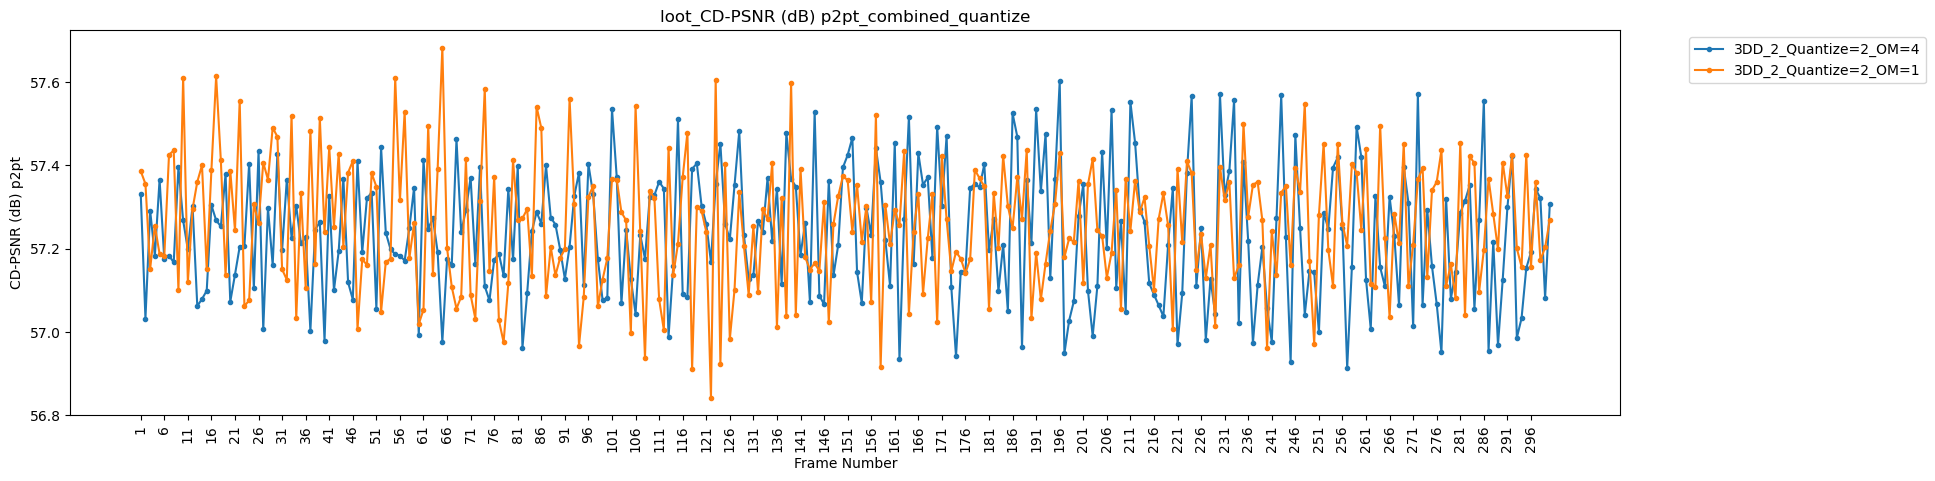 loot_CD-PSNR (dB) p2pt_combined_quantize
3DD_2_Quantize=2_OM=4
3DD_2_Quantize=2_OM=1
CD-PSNR (dB) p2pt
57.6
57.4
57.2
57.0
56.8
1 6 11 16 21 26 31 36 41 46 51 56 61 66 71 76 81 86 91 96 101 106 111 116 121 126 131 136 141 146 151 156 161 166 171 176 181 186 191 196 201 206 211 216 221 226 231 236 241 246 251 256 261 266 271 276 281 286 291 296
Frame Number